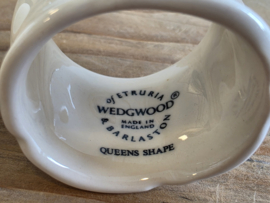 of ETRURIA
WEDGWOOD®
MADE IN
ENGLAND
& BARLASTON
QUEENS SHAPE